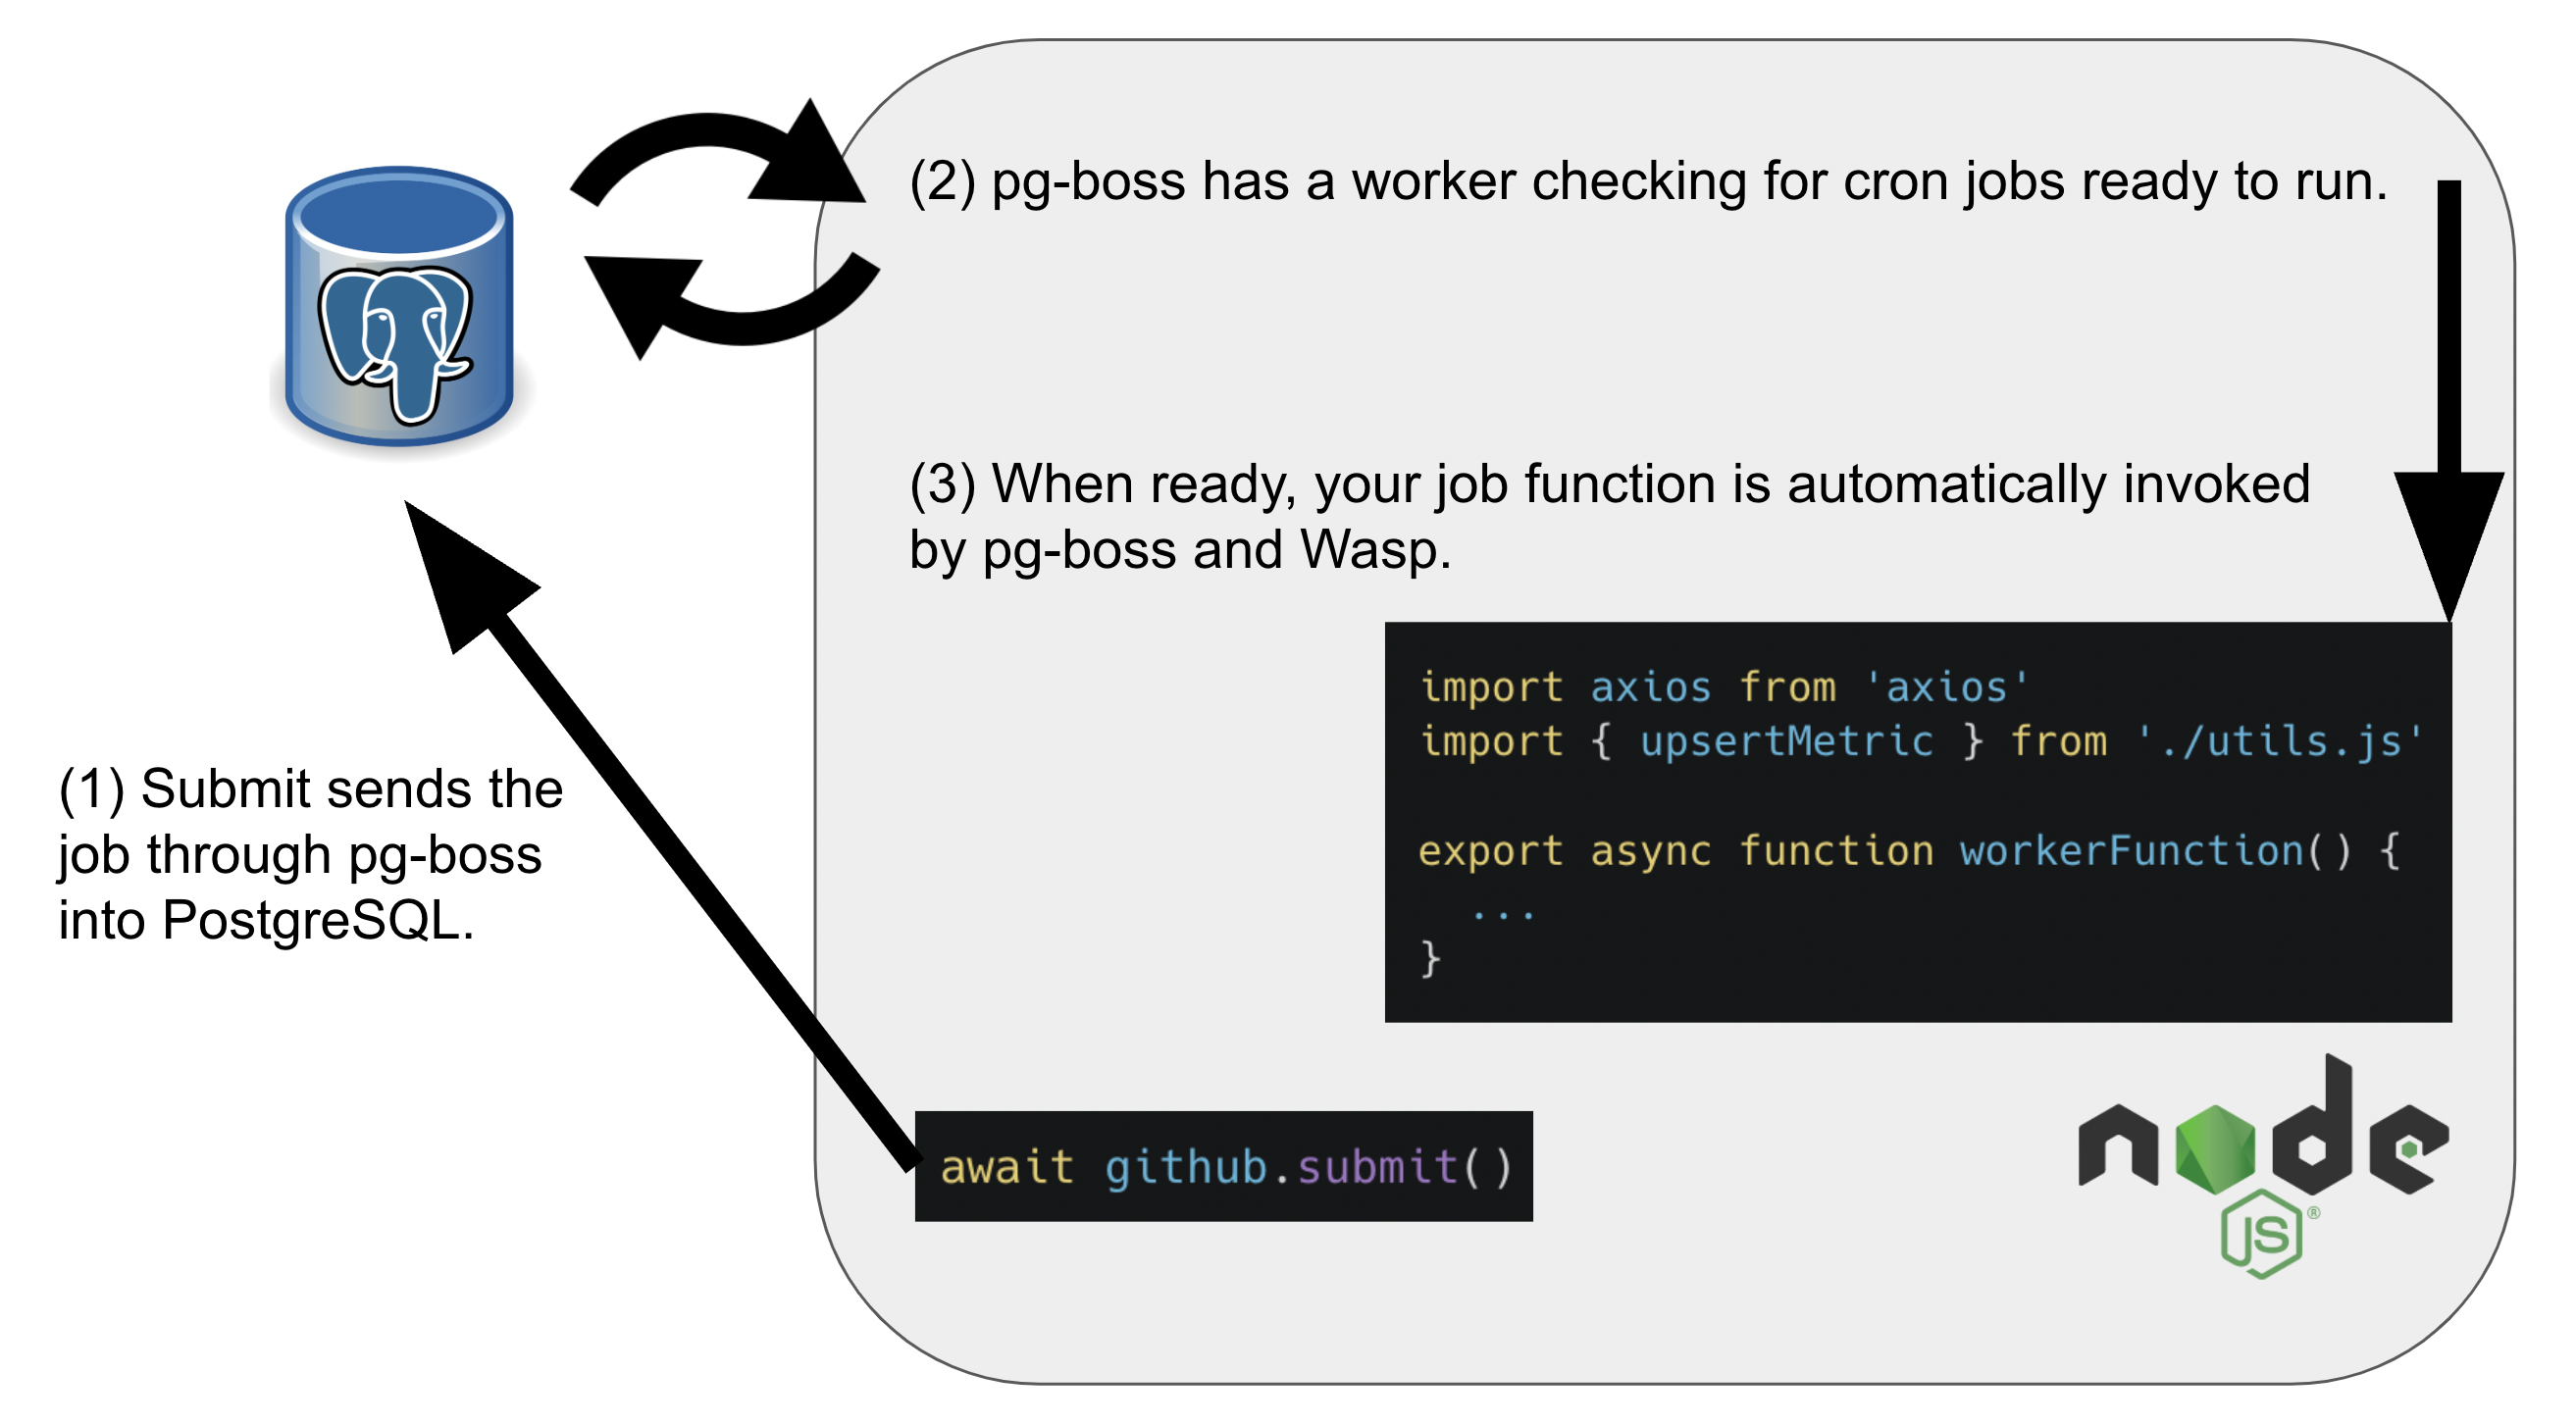 (2) pg-boss has a worker checking for cron jobs ready to run.
(3) When ready, your job function is automatically invoked
by pg-boss and Wasp.
import axios from 'axios'
import { upsertMetric } from './utils.js'
export async function workerFunction() {
...
}
(1) Submit sends the
job through pg-boss
into PostgreSQL.
await github.submit()
node
JS®